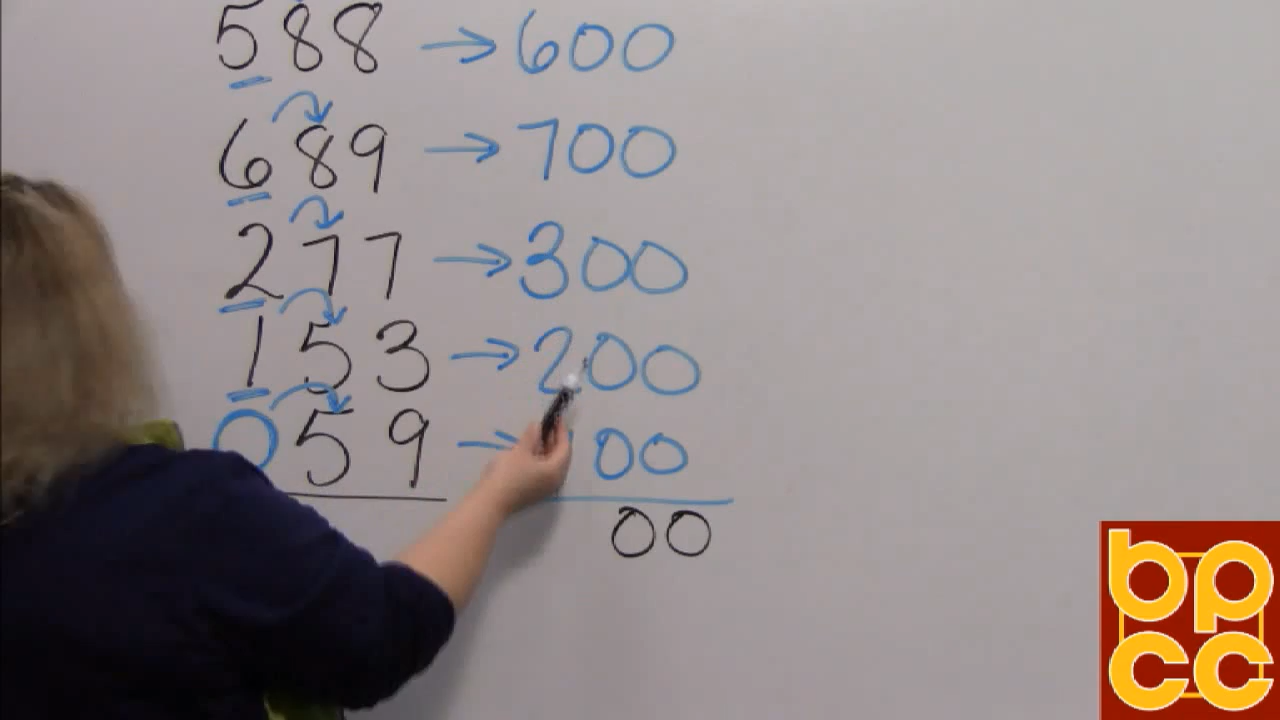 588 → 600
689 → 700
277 → 300
153 → 200
059 → 00
00
bp
cc